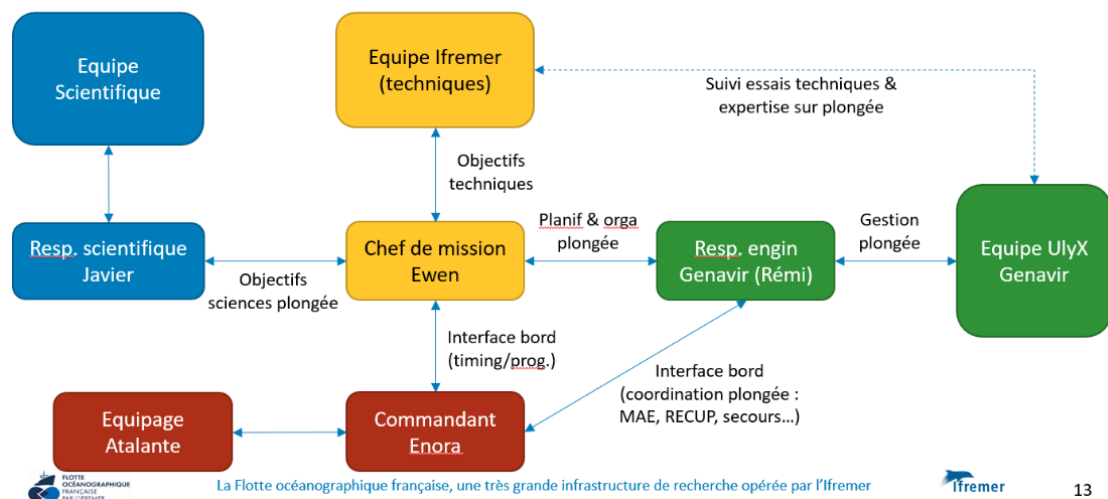 Equipe
Scientifique
Equipe Ifremer
(techniques)
Suivi essais techniques &
expertise sur plongée
Objectifs
techniques
Resp. scientifique
Javier
Objectifs
sciences plongée
Chef de mission
Ewen
Planif & orga
plongée
Resp. engin
Genavir (Rémi)
Gestion
plongée
Equipe UlyX
Genavir
Interface bord
(timing/prog.)
Interface bord
(coordination plongée :
MAE, RECUP, secours…)
Equipage
Atalante
Commandant
Enora
FLOTTE
OCÉANOGRAPHIQUE
FRANÇAISE
PAR L'IFREMER
La Flotte océanographique française, une très grande infrastructure de recherche opérée par l'Ifremer
Ifremer
13